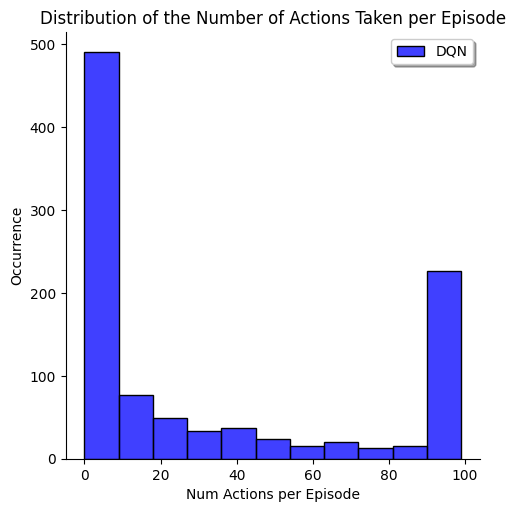 Distribution of the Number of Actions Taken per Episode
DQN
500
400
300
200
100
0
Occurrence
0 20 40 60 80 100
Num Actions per Episode